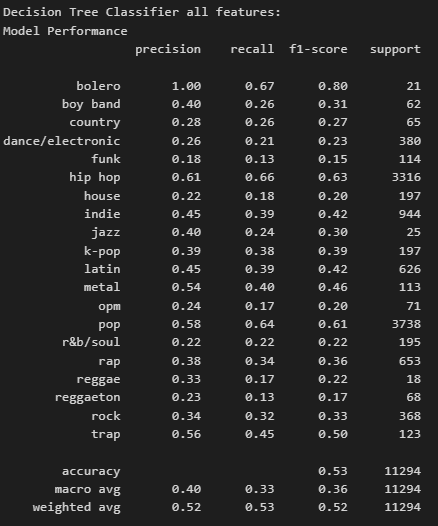 Decision Tree Classifier all features:
Model Performance
precision recall f1-score support
bolero 1.00 0.67 0.80 21
boy band 0.40 0.26 0.31 62
country 0.28 0.26 0.27 65
dance/electronic 0.26 0.21 0.23 380
funk 0.18 0.13 0.15 114
hip hop 0.61 0.66 0.63 3316
house 0.22 0.18 0.20 197
indie 0.45 0.39 0.42 944
jazz 0.40 0.24 0.30 25
k-pop 0.39 0.38 0.39 197
latin 0.45 0.39 0.42 626
metal 0.54 0.40 0.46 113
opm 0.24 0.17 0.20 71
pop 0.58 0.64 0.61 3738
r&b/soul 0.22 0.22 0.22 195
rap 0.38 0.34 0.36 653
reggae 0.33 0.17 0.22 18
reggaeton 0.23 0.13 0.17 68
rock 0.34 0.32 0.33 368
trap 0.56 0.45 0.50 123
accuracy 0.53 11294
macro avg 0.40 0.33 0.36 11294
weighted avg 0.52 0.53 0.52 11294